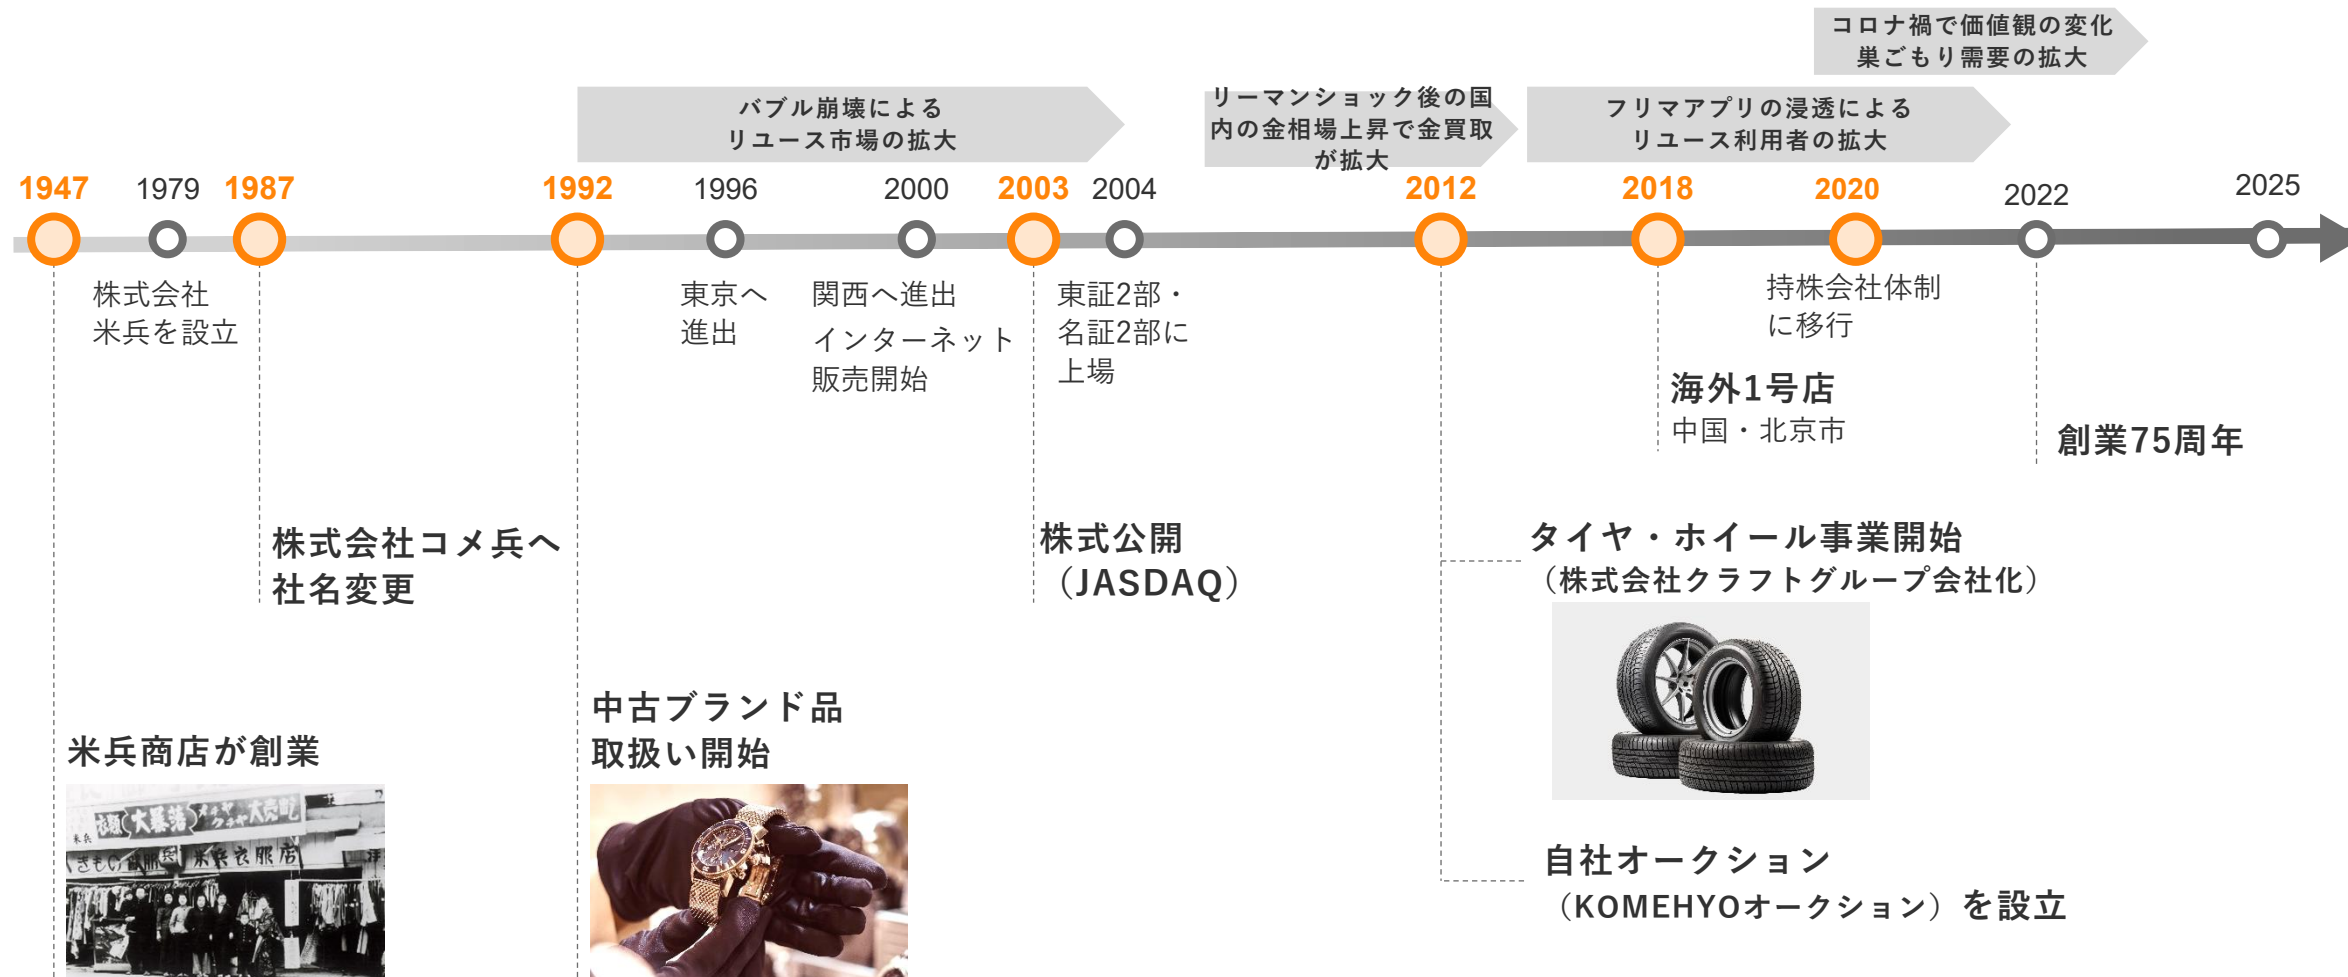 コロナ禍で価値観の変化
巣ごもり需要の拡大
バブル崩壊による
リユース市場の拡大
リーマンショック後の国
内の金相場上昇で金買取
が拡大
フリマアプリの浸透による
リユース利用者の拡大
1947
1979
1987
1992
1996
2000
2003
2004
2012
2018
2020
2022
2025
株式会社
米兵を設立
東京へ
進出
関西へ進出
インターネット
販売開始
東証2部・
名証2部に
上場
持株会社体制
に移行
海外1号店
中国・北京市
創業75周年
株式会社コメ兵へ
社名変更
株式公開
（JASDAQ）
タイヤ・ホイール事業開始
（株式会社クラフトグループ会社化）
中古ブランド品
取扱い開始
米兵商店が創業
自社オークション
（KOMEHYOオークション）を設立
衣類
大暴落
米兵
米兵衣服店